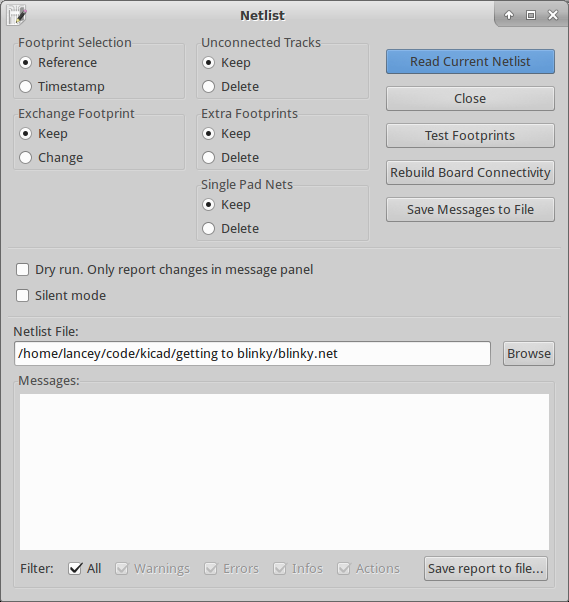 Netlist
Footprint Selection
Reference
Timestamp
Exchange Footprint
Keep
Change
Unconnected Tracks
Keep
Delete
Extra Footprints
Keep
Delete
Single Pad Nets
Keep
Delete
Read Current Netlist
Close
Test Footprints
Rebuild Board Connectivity
Save Messages to File
Dry run. Only report changes in message panel
Silent mode
Netlist File:
/home/lancey/code/kicad/getting to blinky/blinky.net
Browse
Messages:
Filter: All Warnings Errors Infos Actions Save report to file...